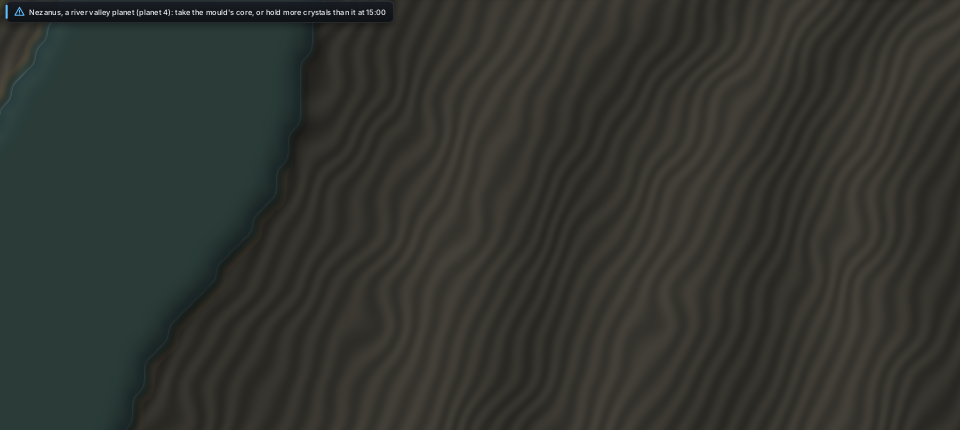 Nezanus, a river valley planet (planet 4): take the mould's core, or hold more crystals than it at 15:00